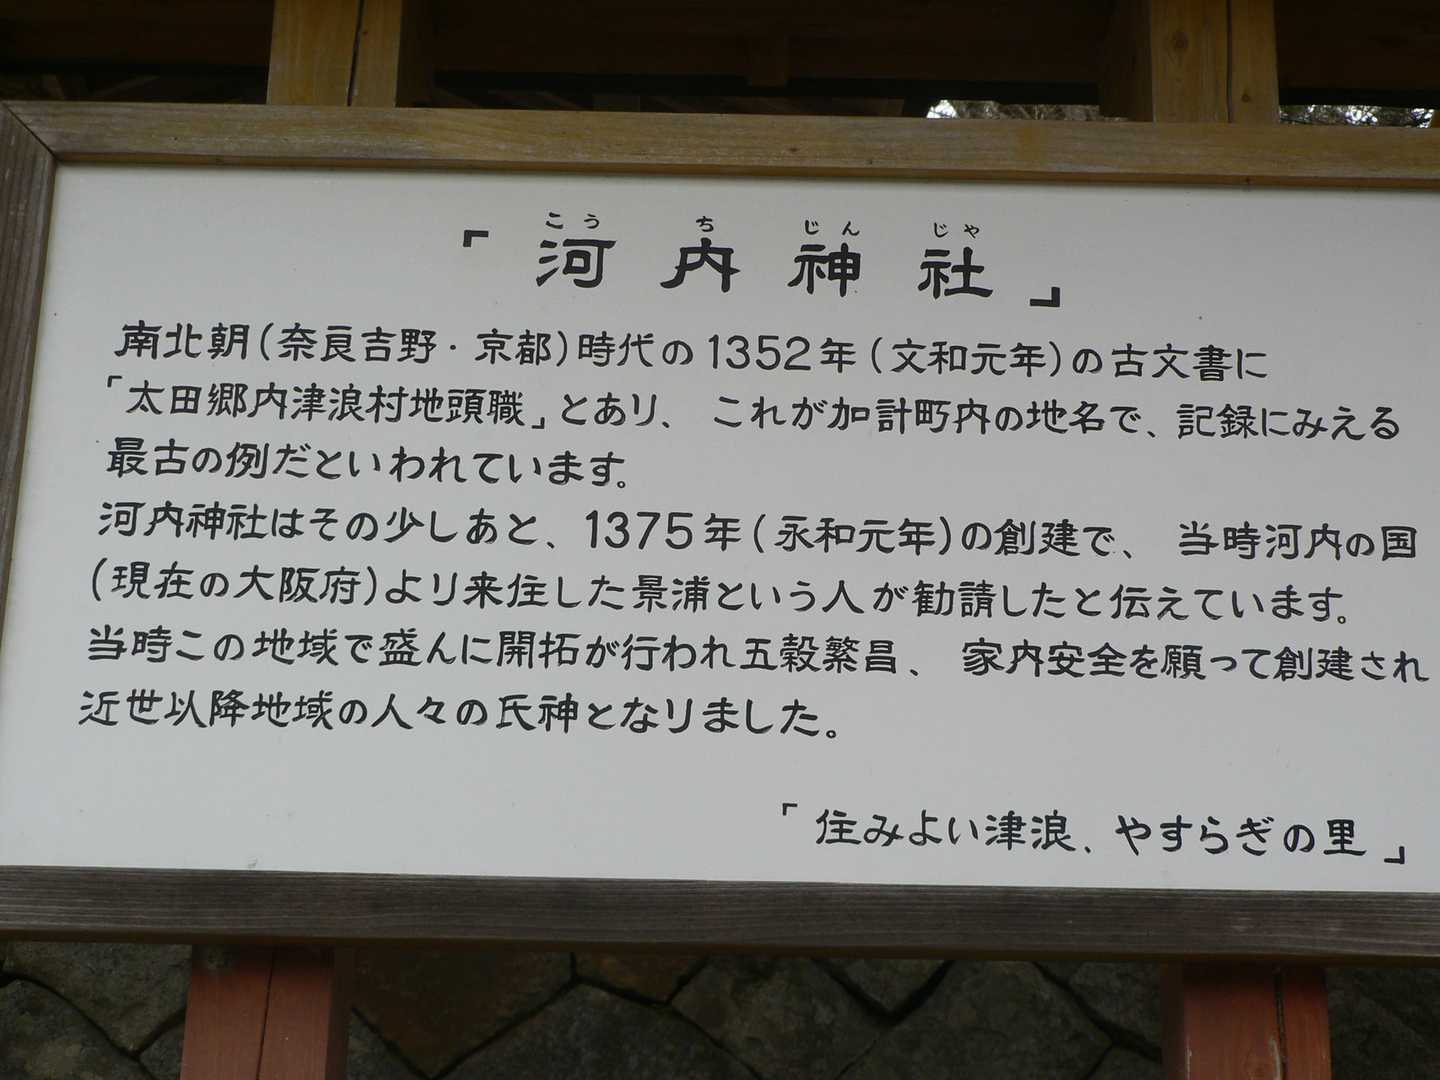 こう ち じん じゃ
「河内神社」
南北朝(奈良吉野・京都)時代の1352年(文和元年)の古文書に
「太田郷内津浪村地頭職」とあり、これが加計町内の地名で、記録にみえる
最古の例だといわれています。
河内神社はその少しあと、1375年(永和元年)の創建で、当時河内の国
(現在の大阪府)より来住した景浦という人が勧請したと伝えています。
当時この地域で盛んに開拓が行われ五穀繁昌、家内安全を願って創建され
近世以降地域の人々の氏神となりました。
「住みよい津浪、やすらぎの里」